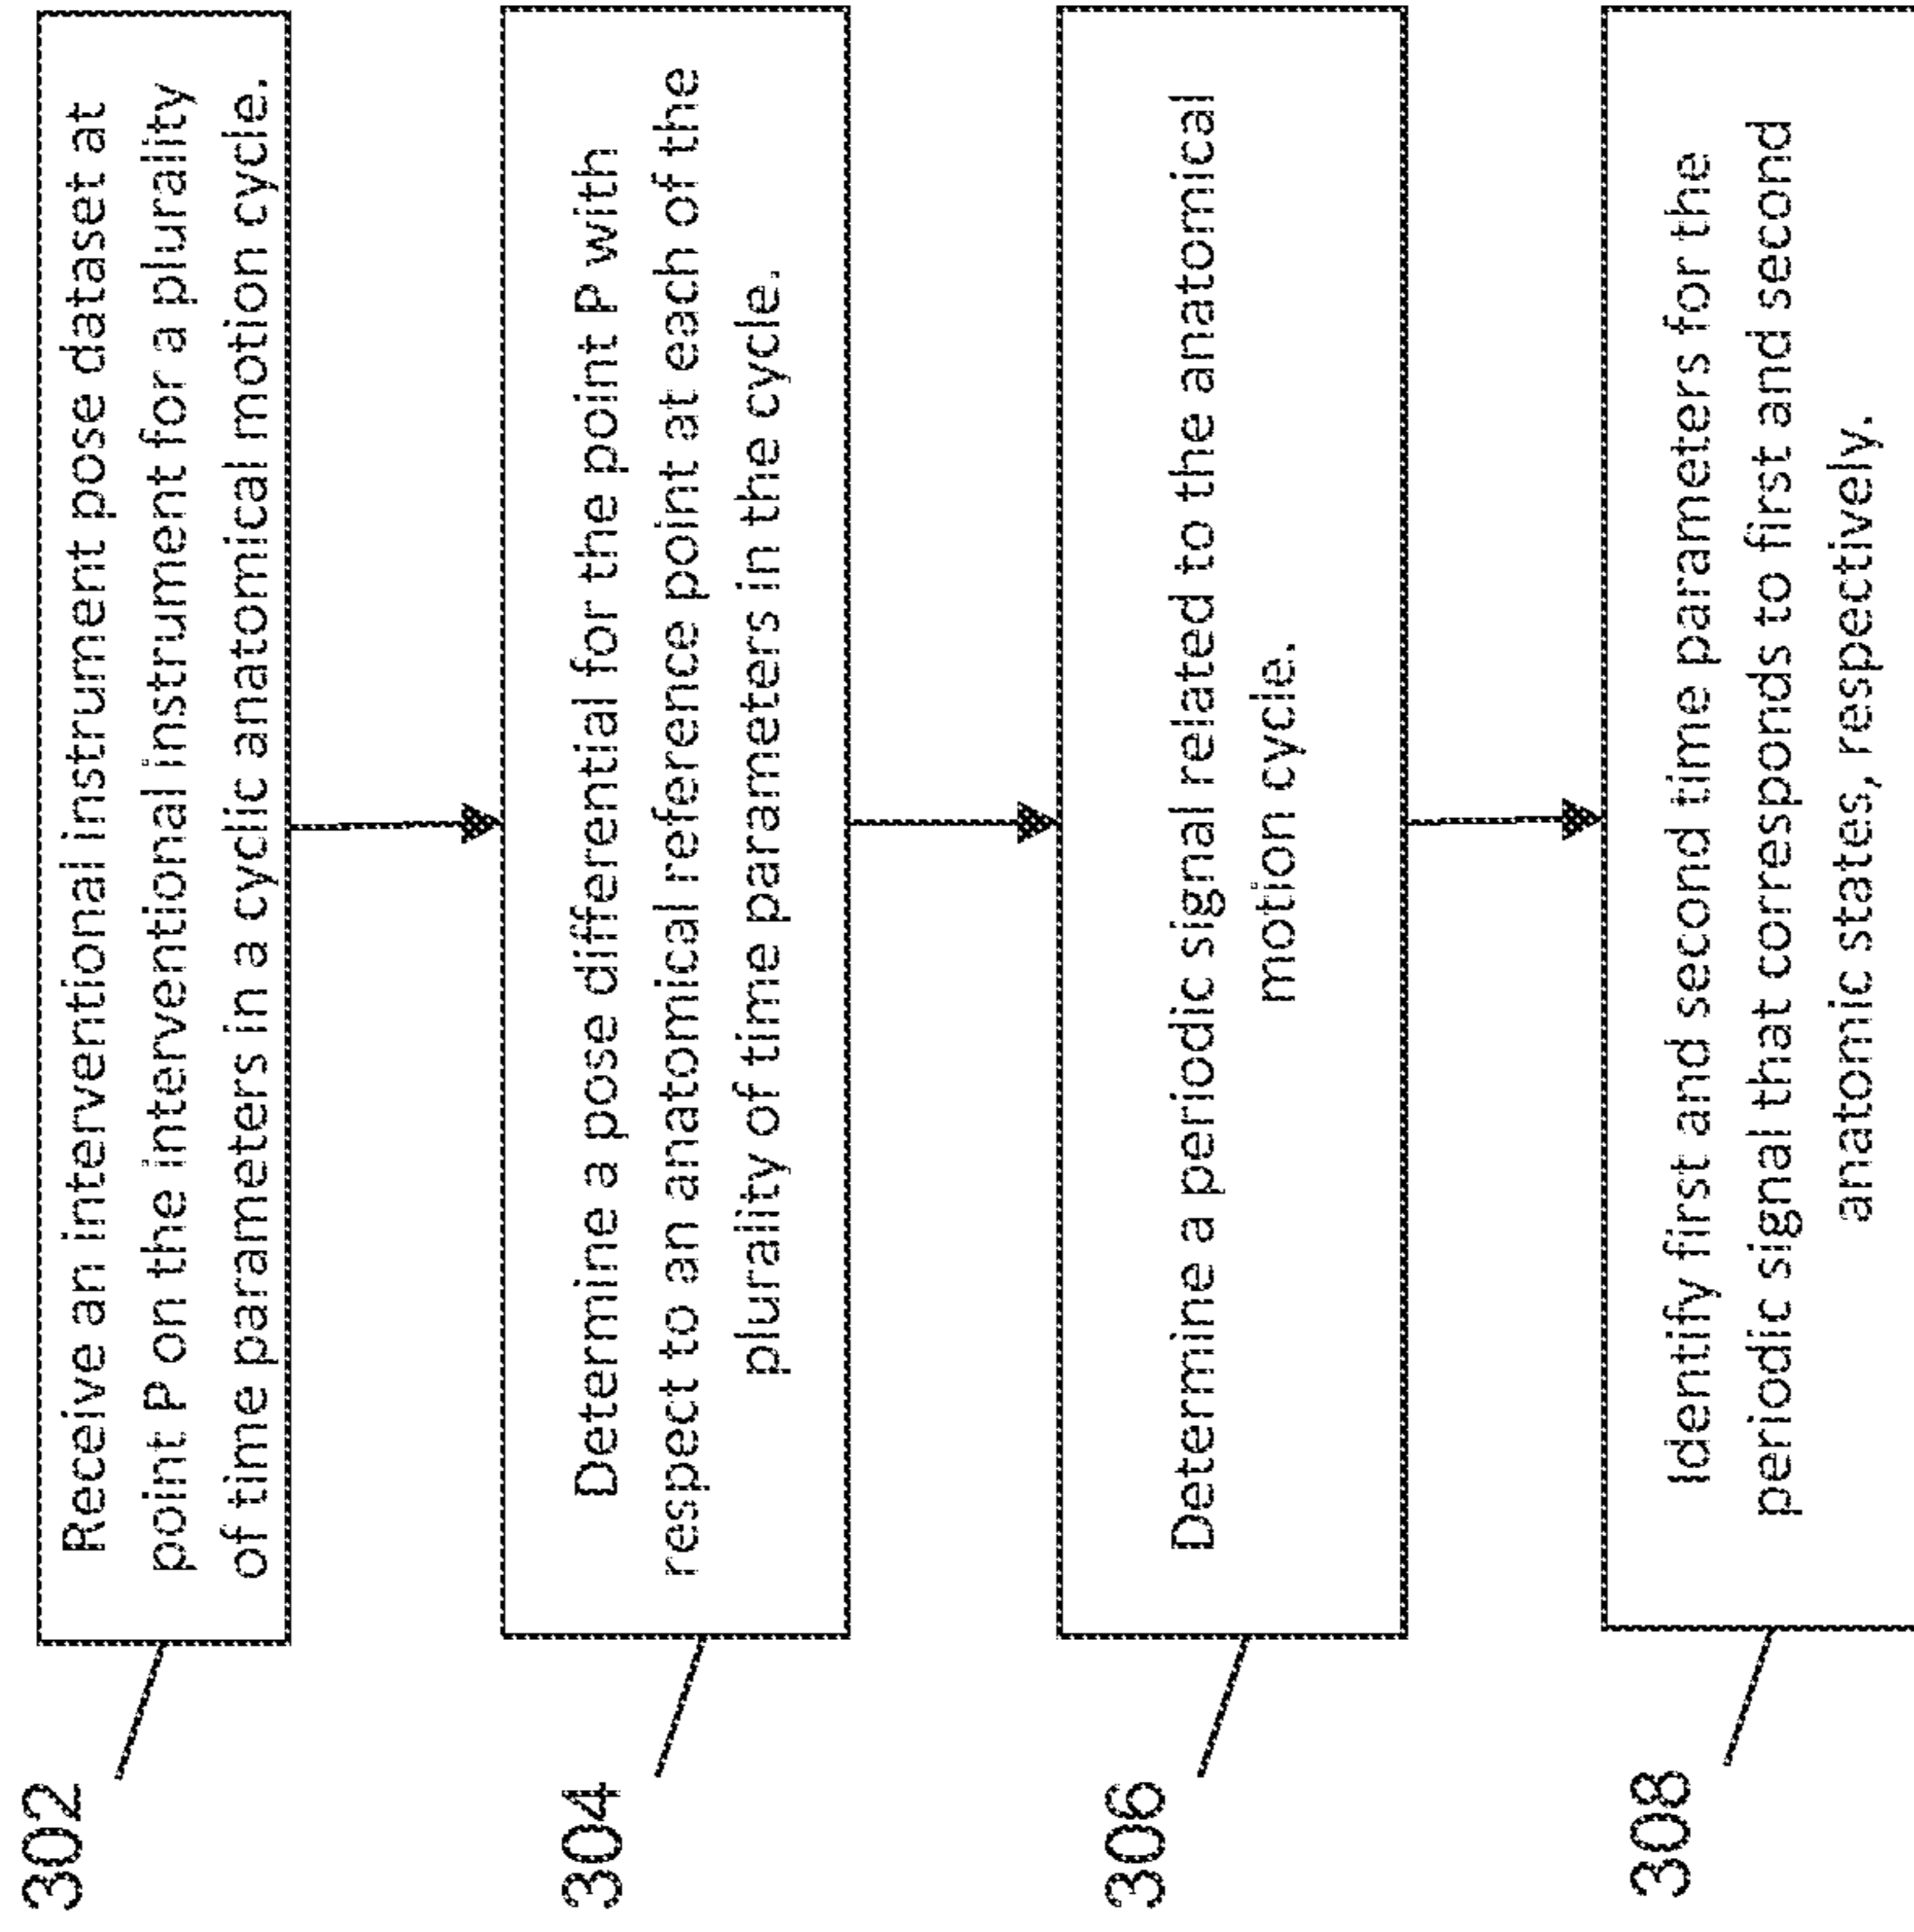 302
Receive an interventional instrument pose dataset at
point P on the interventional instrument for a plurality
of time parameters in a cyclic anatomical motion cycle.
304
Determine a pose differential for the point P with
respect to an anatomical reference point at each of the
plurality of time parameters in the cycle.
306
Determine a periodic signal related to the anatomical
motion cycle.
308
Identify first and second time parameters for the
periodic signal that corresponds to first and second
anatomic states, respectively.